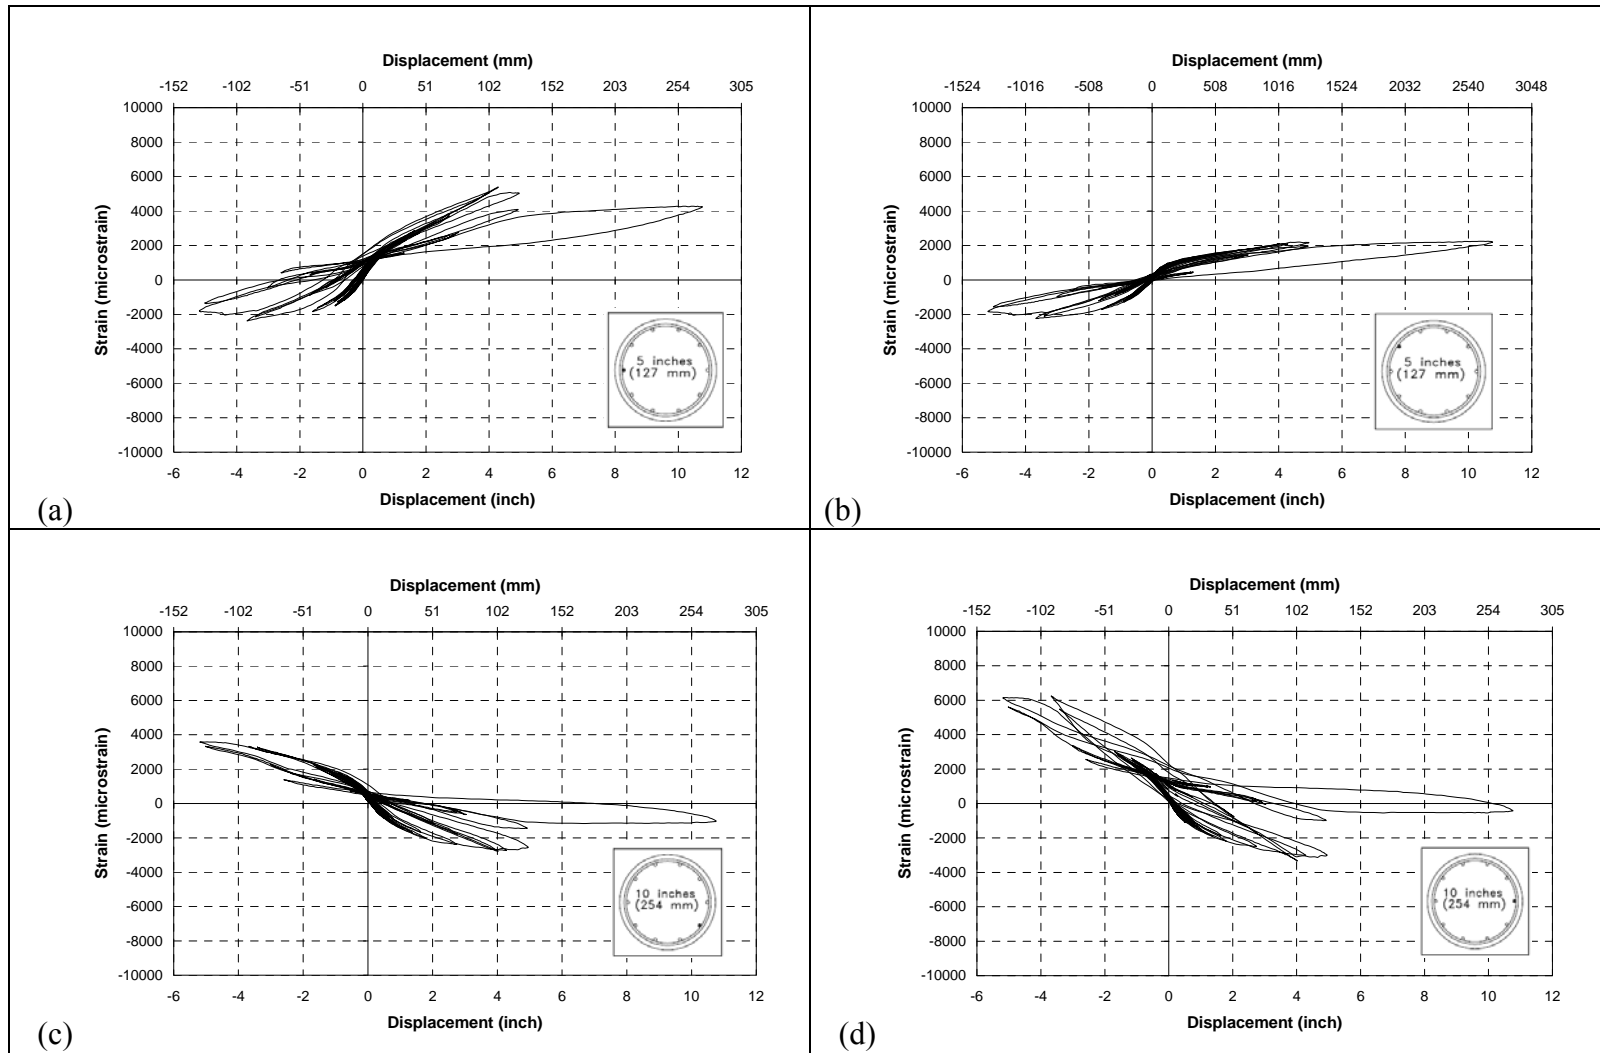 Displacement (mm)
-152 -102 -51 0 51 102 152 203 254 305
10000
8000
6000
4000
2000
0
-2000
-4000
-6000
-8000
-10000
Strain (microstrain)
5 inches
(127 mm)
-6 -4 -2 0 2 4 6 8 10 12
Displacement (inch)
(a)
Displacement (mm)
-1524 -1016 -508 0 508 1016 1524 2032 2540 3048
10000
8000
6000
4000
2000
0
-2000
-4000
-6000
-8000
-10000
Strain (microstrain)
5 inches
(127 mm)
-6 -4 -2 0 2 4 6 8 10 12
Displacement (inch)
(b)
Displacement (mm)
-152 -102 -51 0 51 102 152 203 254 305
10000
8000
6000
4000
2000
0
-2000
-4000
-6000
-8000
-10000
Strain (microstrain)
10 inches
(254 mm)
-6 -4 -2 0 2 4 6 8 10 12
Displacement (inch)
(c)
Displacement (mm)
-152 -102 -51 0 51 102 152 203 254 305
10000
8000
6000
4000
2000
0
-2000
-4000
-6000
-8000
-10000
Strain (microstrain)
10 inches
(254 mm)
-6 -4 -2 0 2 4 6 8 10 12
Displacement (inch)
(d)